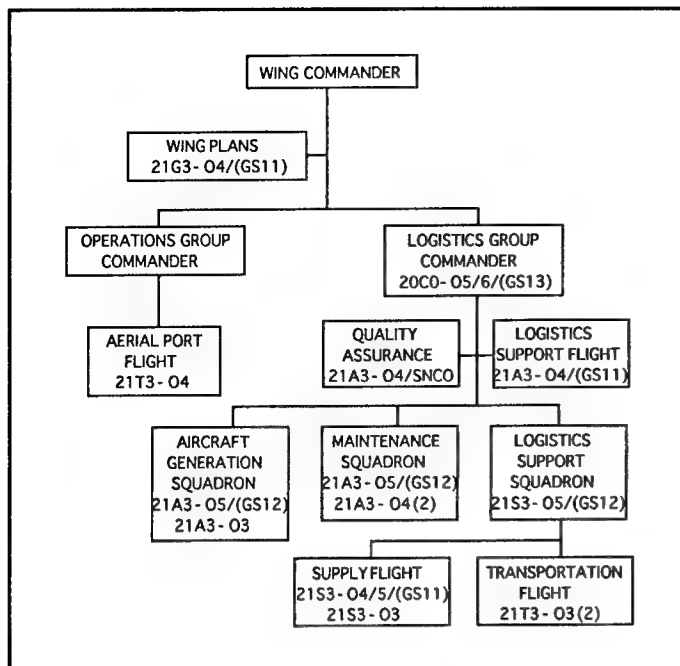 WING COMMANDER
WING PLANS
21G3 - O4/(GS11)
OPERATIONS GROUP
COMMANDER
LOGISTICS GROUP
COMMANDER
20C0 - O5/6/(GS13)
AERIAL PORT
FLIGHT
21T3 - O4
QUALITY
ASSURANCE
21A3 - O4/SNCO
LOGISTICS
SUPPORT FLIGHT
21A3 - O4/(GS11)
AIRCRAFT
GENERATION
SQUADRON
21A3 - O5/(GS12)
21A3 - O3
MAINTENANCE
SQUADRON
21A3 - O5/(GS12)
21A3 - O4(2)
LOGISTICS
SUPPORT
SQUADRON
21S3 - O5/(GS12)
SUPPLY FLIGHT
21S3 - O4/5/(GS11)
21S3 - O3
TRANSPORTATION
FLIGHT
21T3 - O3(2)